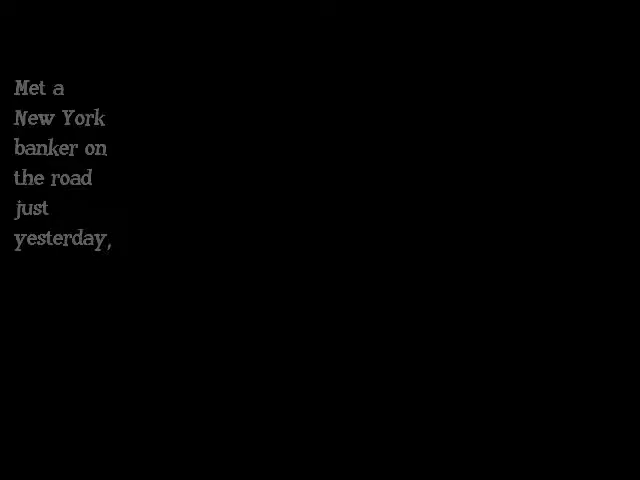 Met a
New York
banker on
the road
just
yesterday,